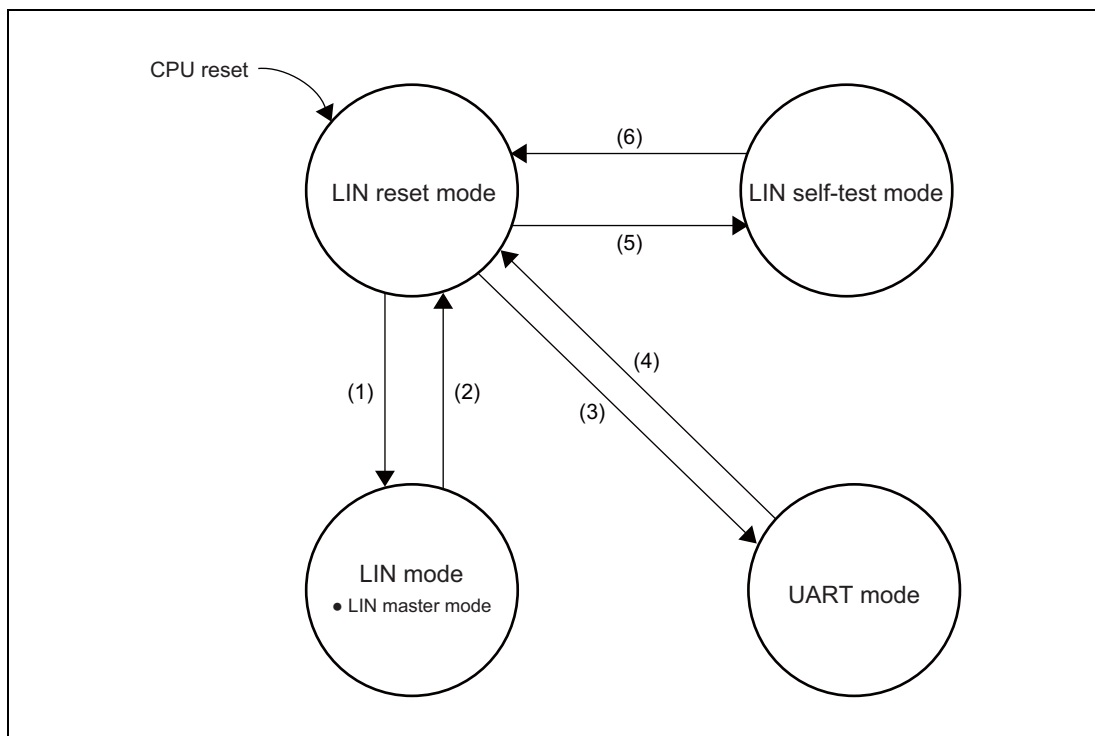 CPU reset
LIN reset mode
(6)
LIN self-test mode
(5)
(1)
(2)
(4)
(3)
LIN mode
● LIN master mode
UART mode